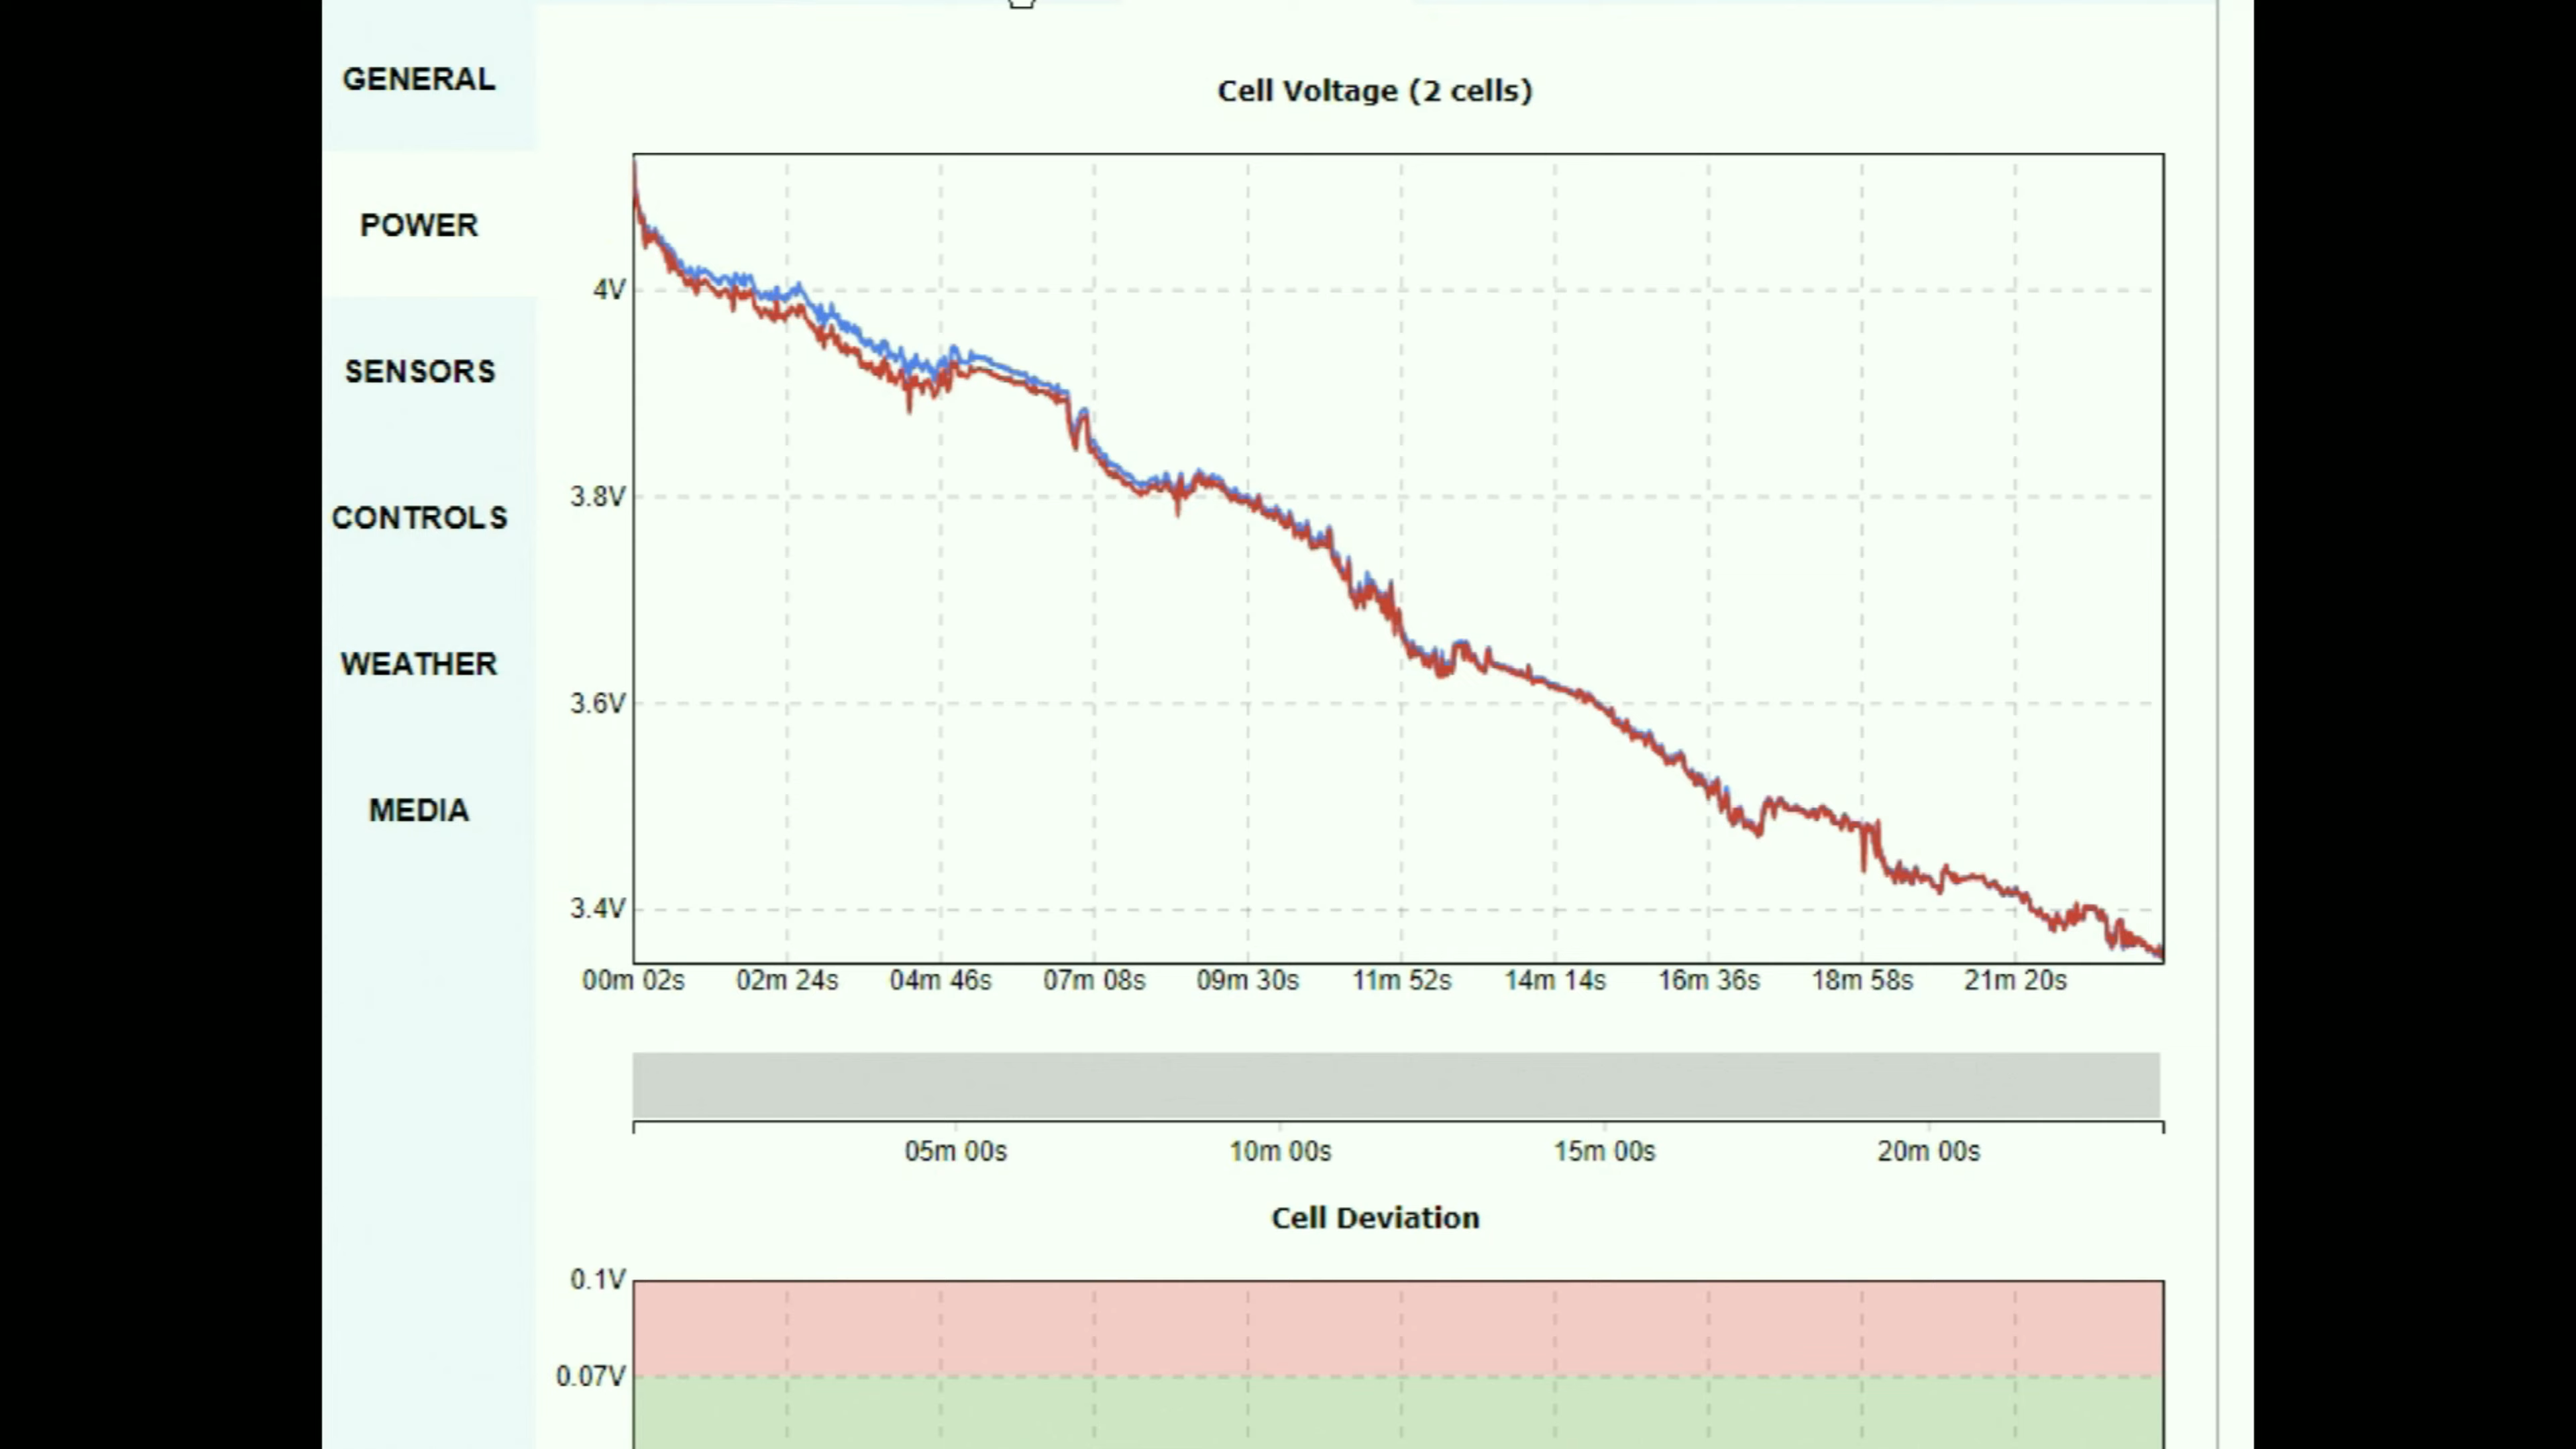 GENERAL
POWER
SENSORS
CONTROLS
WEATHER
MEDIA
Cell Voltage (2 cells)
4V
3.8V
3.6V
3.4V
00m 02s 02m 24s 04m 46s 07m 08s 09m 30s 11m 52s 14m 14s 16m 36s 18m 58s 21m 20s
05m 00s 10m 00s 15m 00s 20m 00s
Cell Deviation
0.1V
0.07V